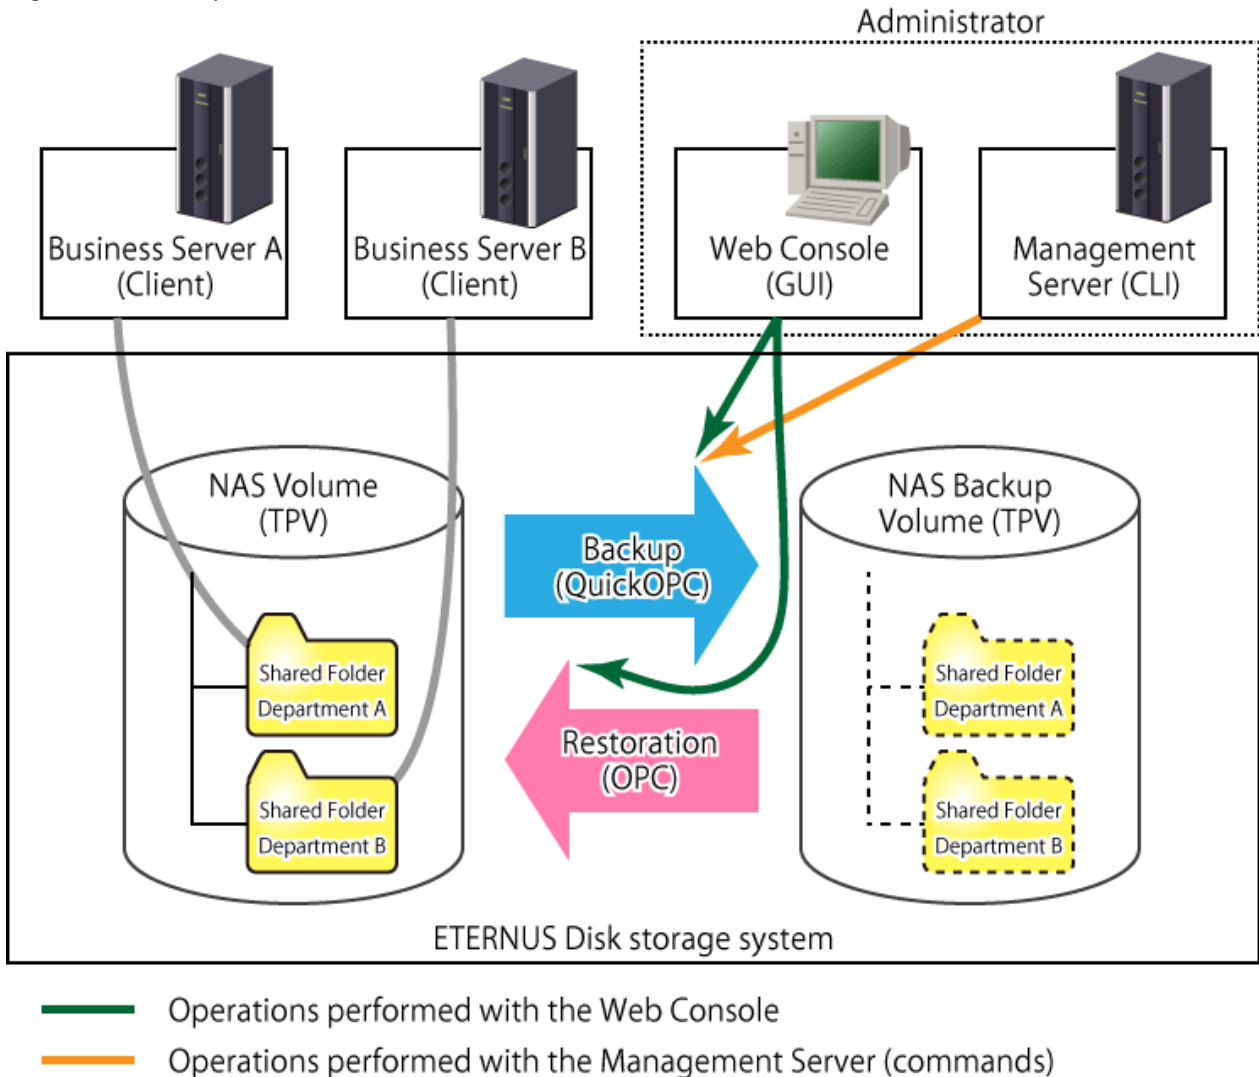 Administrator
Business Server A
(Client)
Business Server B
(Client)
Web Console
(GUI)
Management
Server (CLI)
NAS Volume
(TPV)
NAS Backup
Volume (TPV)
Backup
(QuickOPC)
Shared Folder
Department A
Shared Folder
Department B
Restoration
(OPC)
Shared Folder
Department A
Shared Folder
Department B
ETERNUS Disk storage system
Operations performed with the Web Console
Operations performed with the Management Server (commands)